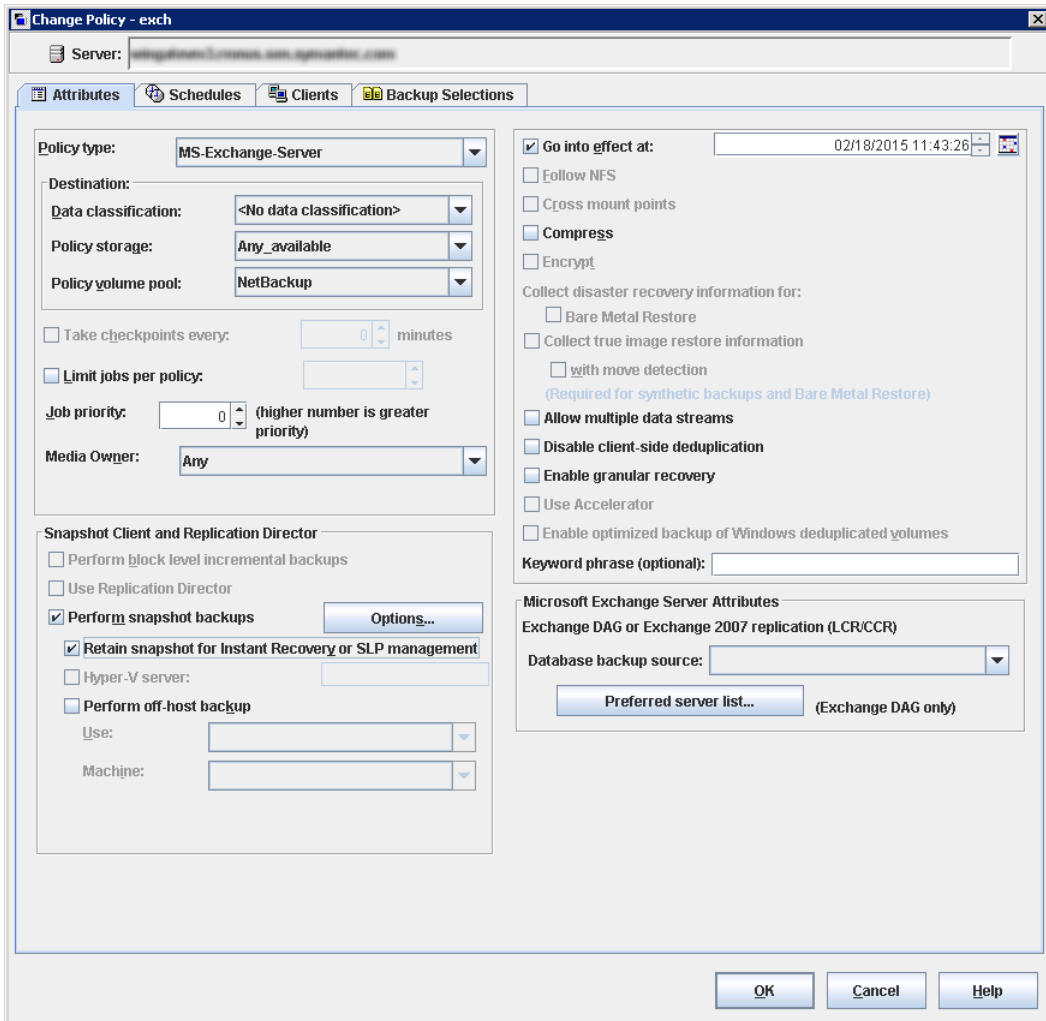 Change Policy - exch
Server:
Attributes
Schedules
Clients
Backup Selections
Policy type: MS-Exchange-Server
Destination:
Data classification: <No data classification>
Policy storage: Any_available
Policy volume pool: NetBackup
Take checkpoints every: 0 minutes
Limit jobs per policy:
Job priority: 0 (higher number is greater
priority)
Media Owner: Any
Snapshot Client and Replication Director
Perform block level incremental backups
Use Replication Director
Perform snapshot backups Options...
Retain snapshot for Instant Recovery or SLP management
Hyper-V server:
Perform off-host backup
Use:
Machine:
Go into effect at: 02/18/2015 11:43:26
Follow NFS
Cross mount points
Compress
Encrypt
Collect disaster recovery information for:
Bare Metal Restore
Collect true image restore information
with move detection
(Required for synthetic backups and Bare Metal Restore)
Allow multiple data streams
Disable client-side deduplication
Enable granular recovery
Use Accelerator
Enable optimized backup of Windows deduplicated volumes
Keyword phrase (optional):
Microsoft Exchange Server Attributes
Exchange DAG or Exchange 2007 replication (LCR/CCR)
Database backup source:
Preferred server list... (Exchange DAG only)
OK
Cancel
Help